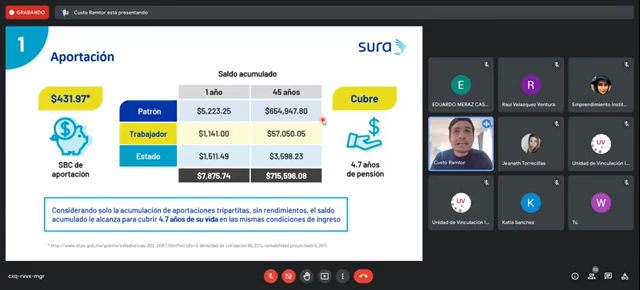 GRABANDO
Custo Ramtor está presentando
1
Aportación
sura
Saldo acumulado
$431.97*
1 año
45 años
Cubre
Patrón
$5,223.25
$654,947.80
Trabajador
$1,141.00
$57,050.05
Estado
$1,511.49
$3,598.23
$7,875.74
$715,596.08
SBC de
aportación
4.7 años
de pensión
Considerando solo la acumulación de aportaciones tripartitas, sin rendimientos, el saldo
acumulado le alcanza para cubrir 4.7 años de su vida en las mismas condiciones de ingreso
E
EDUARDO MERAZ CAS...
R
Raul Velazquez Ventura
Emprendimiento Instit...
Custo Ramtor
Jeaneth Torrecillas
UV
Unidad de Vinculación I...
UV
Unidad de Vinculación I...
K
Katia Sanchez
W
Tú